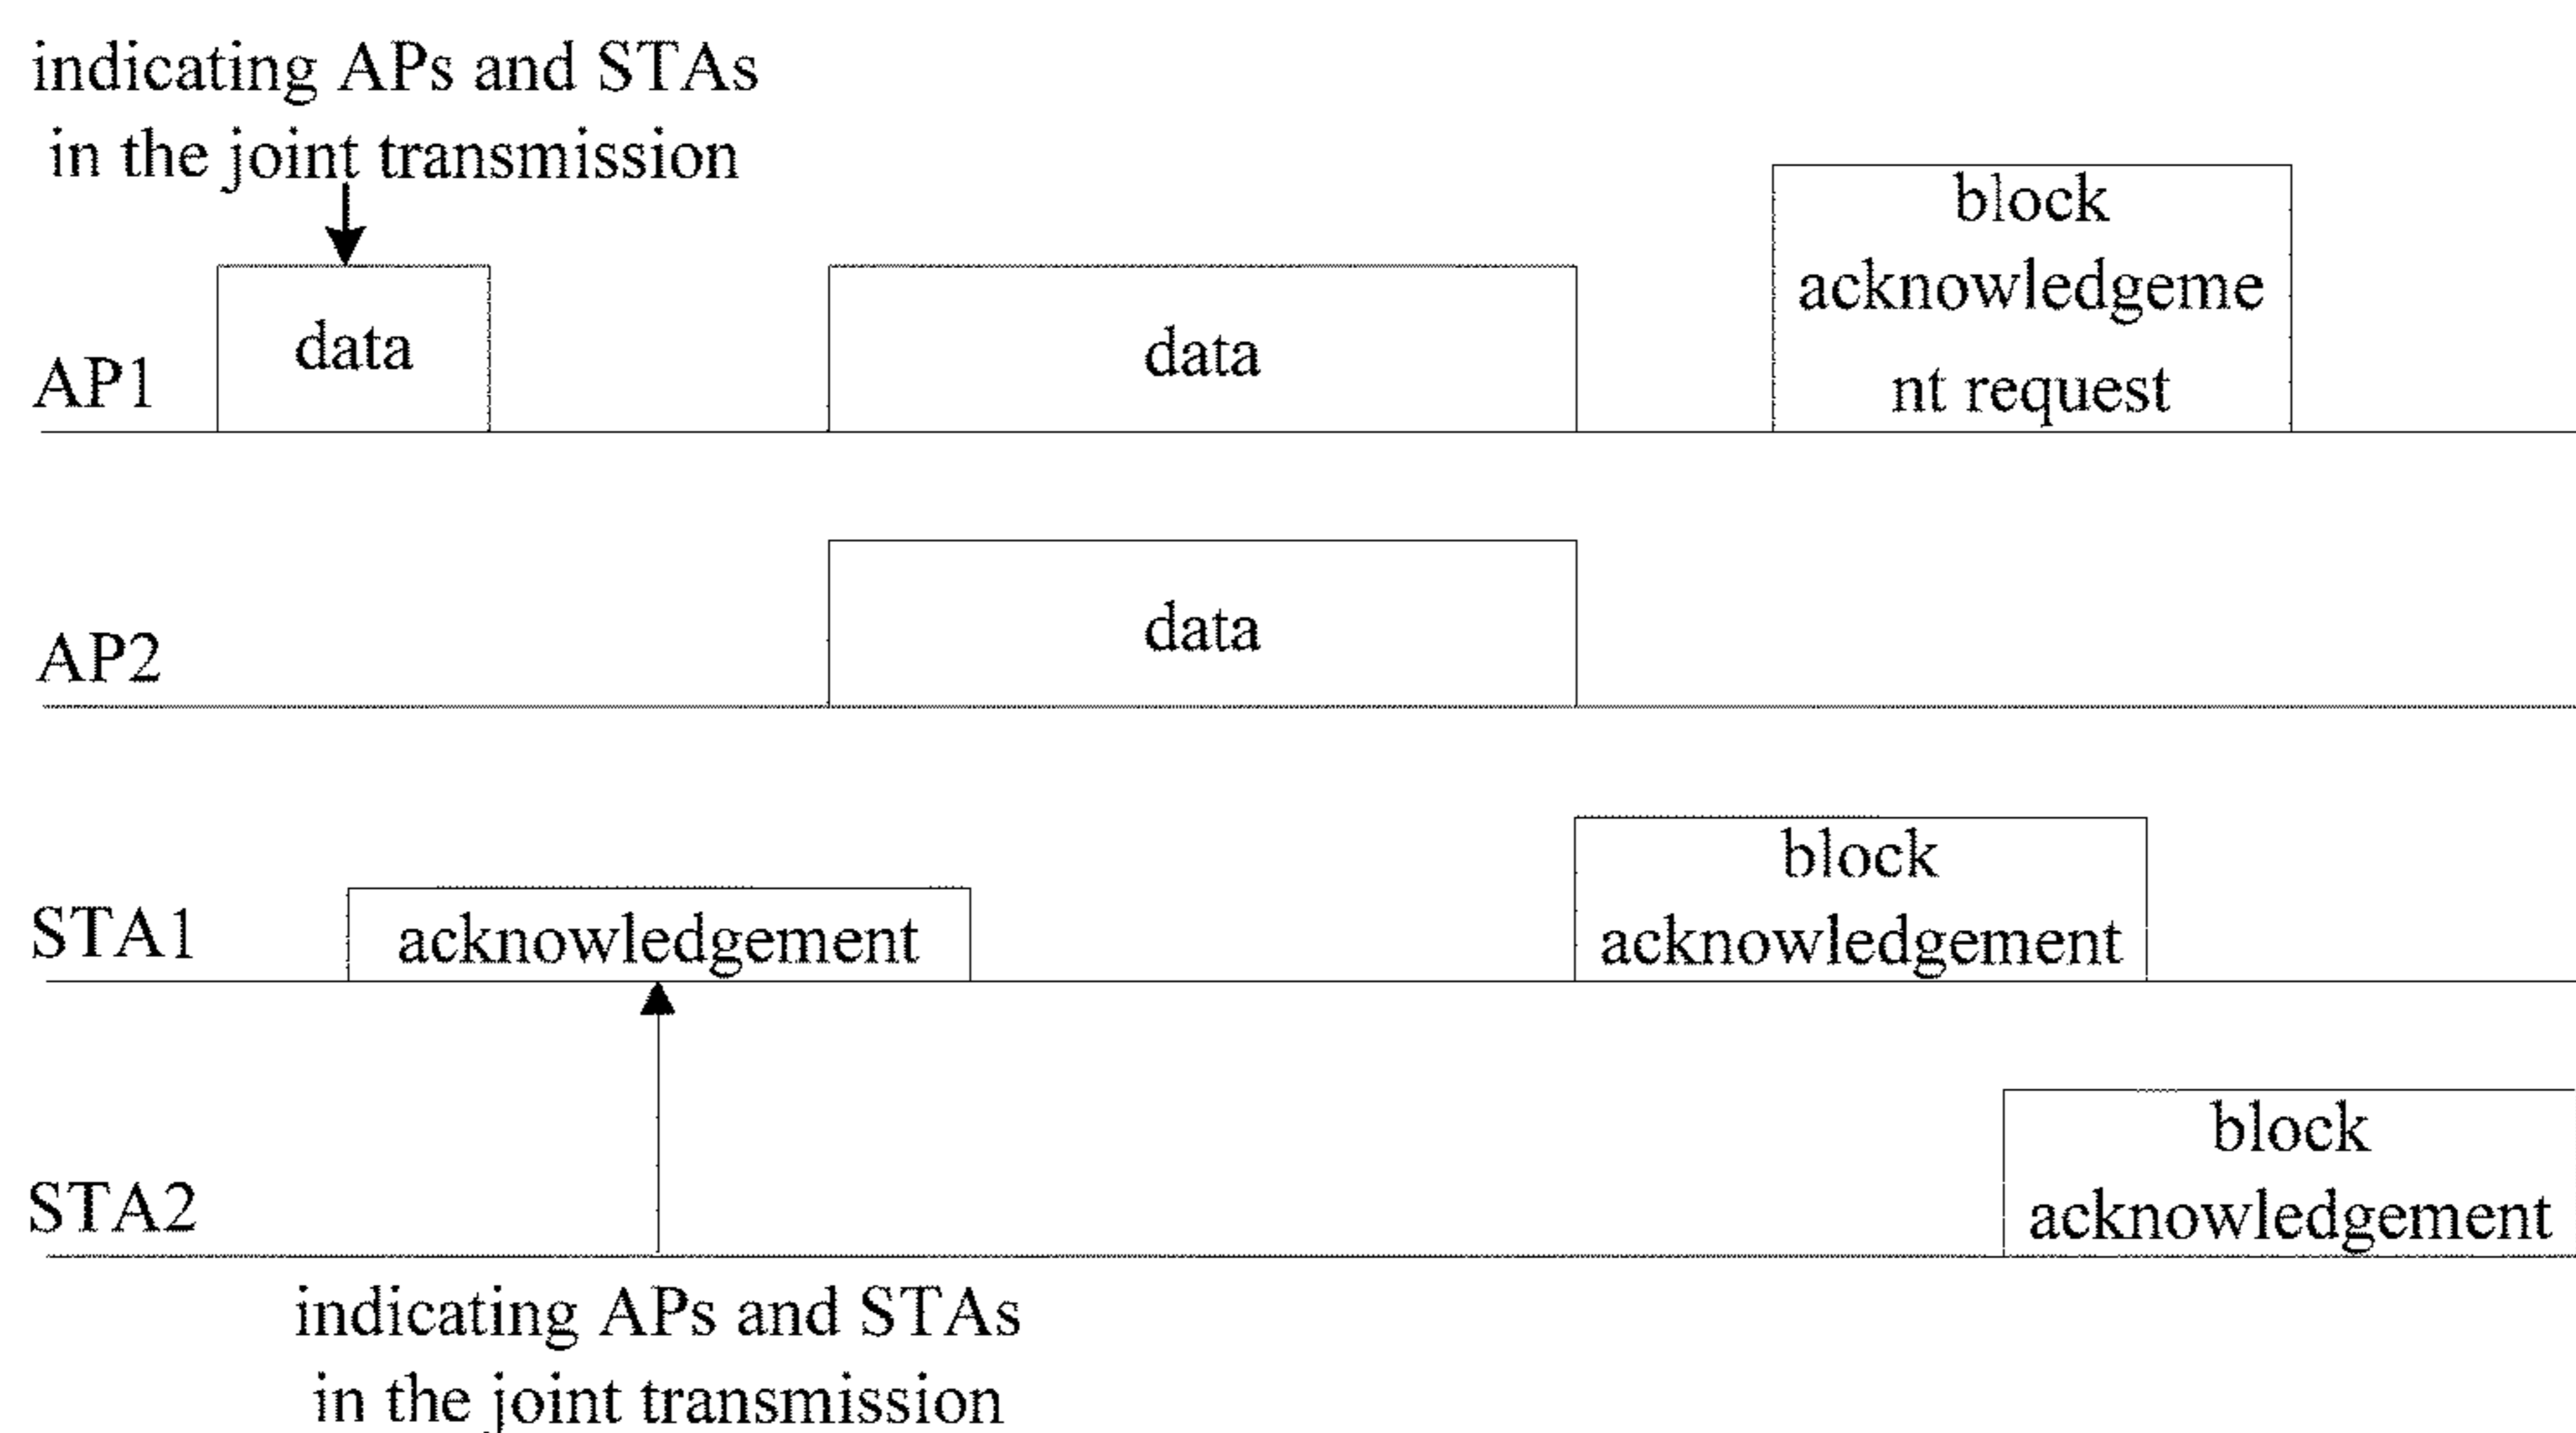 indicating APs and STAs
in the joint transmission
block
acknowledgeme
nt request
data
data
AP1
data
AP2
block
acknowledgement
acknowledgement
STA1
block
acknowledgement
STA2
indicating APs and STAs
in the joint transmission